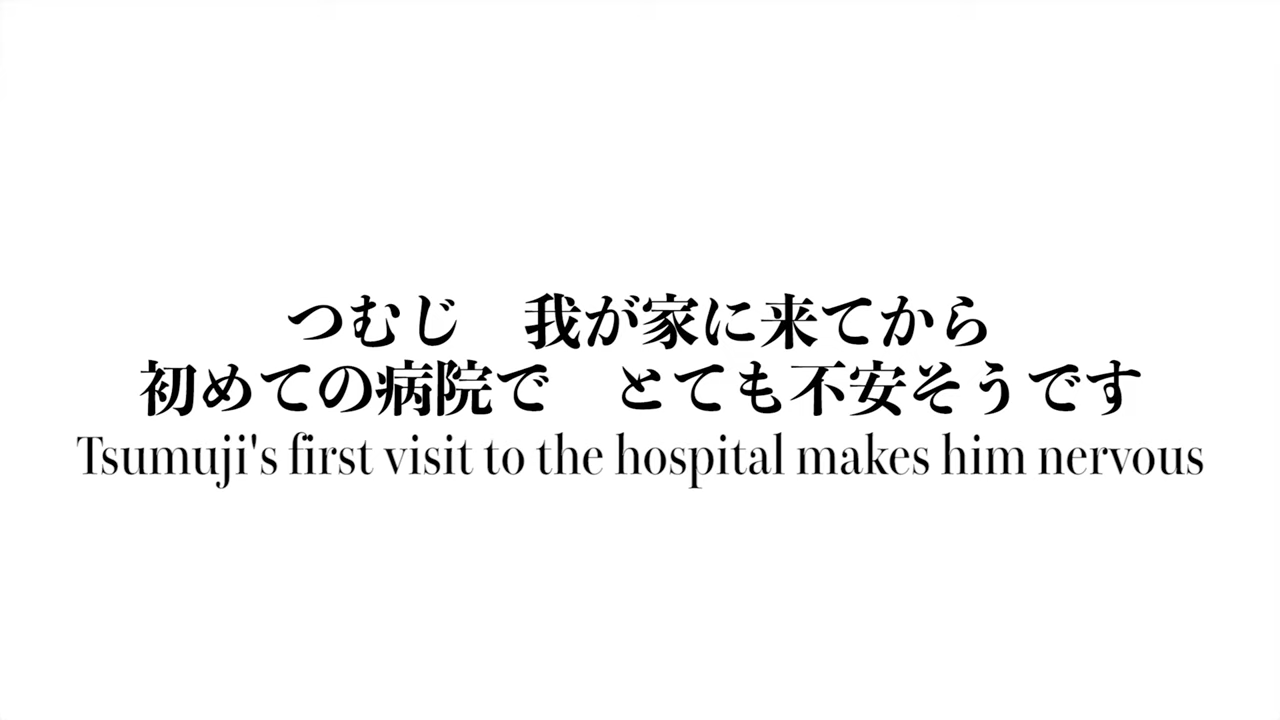 つむじ　我が家に来てから
初めての病院で　とても不安そうです
Tsumuji's first visit to the hospital makes him nervous